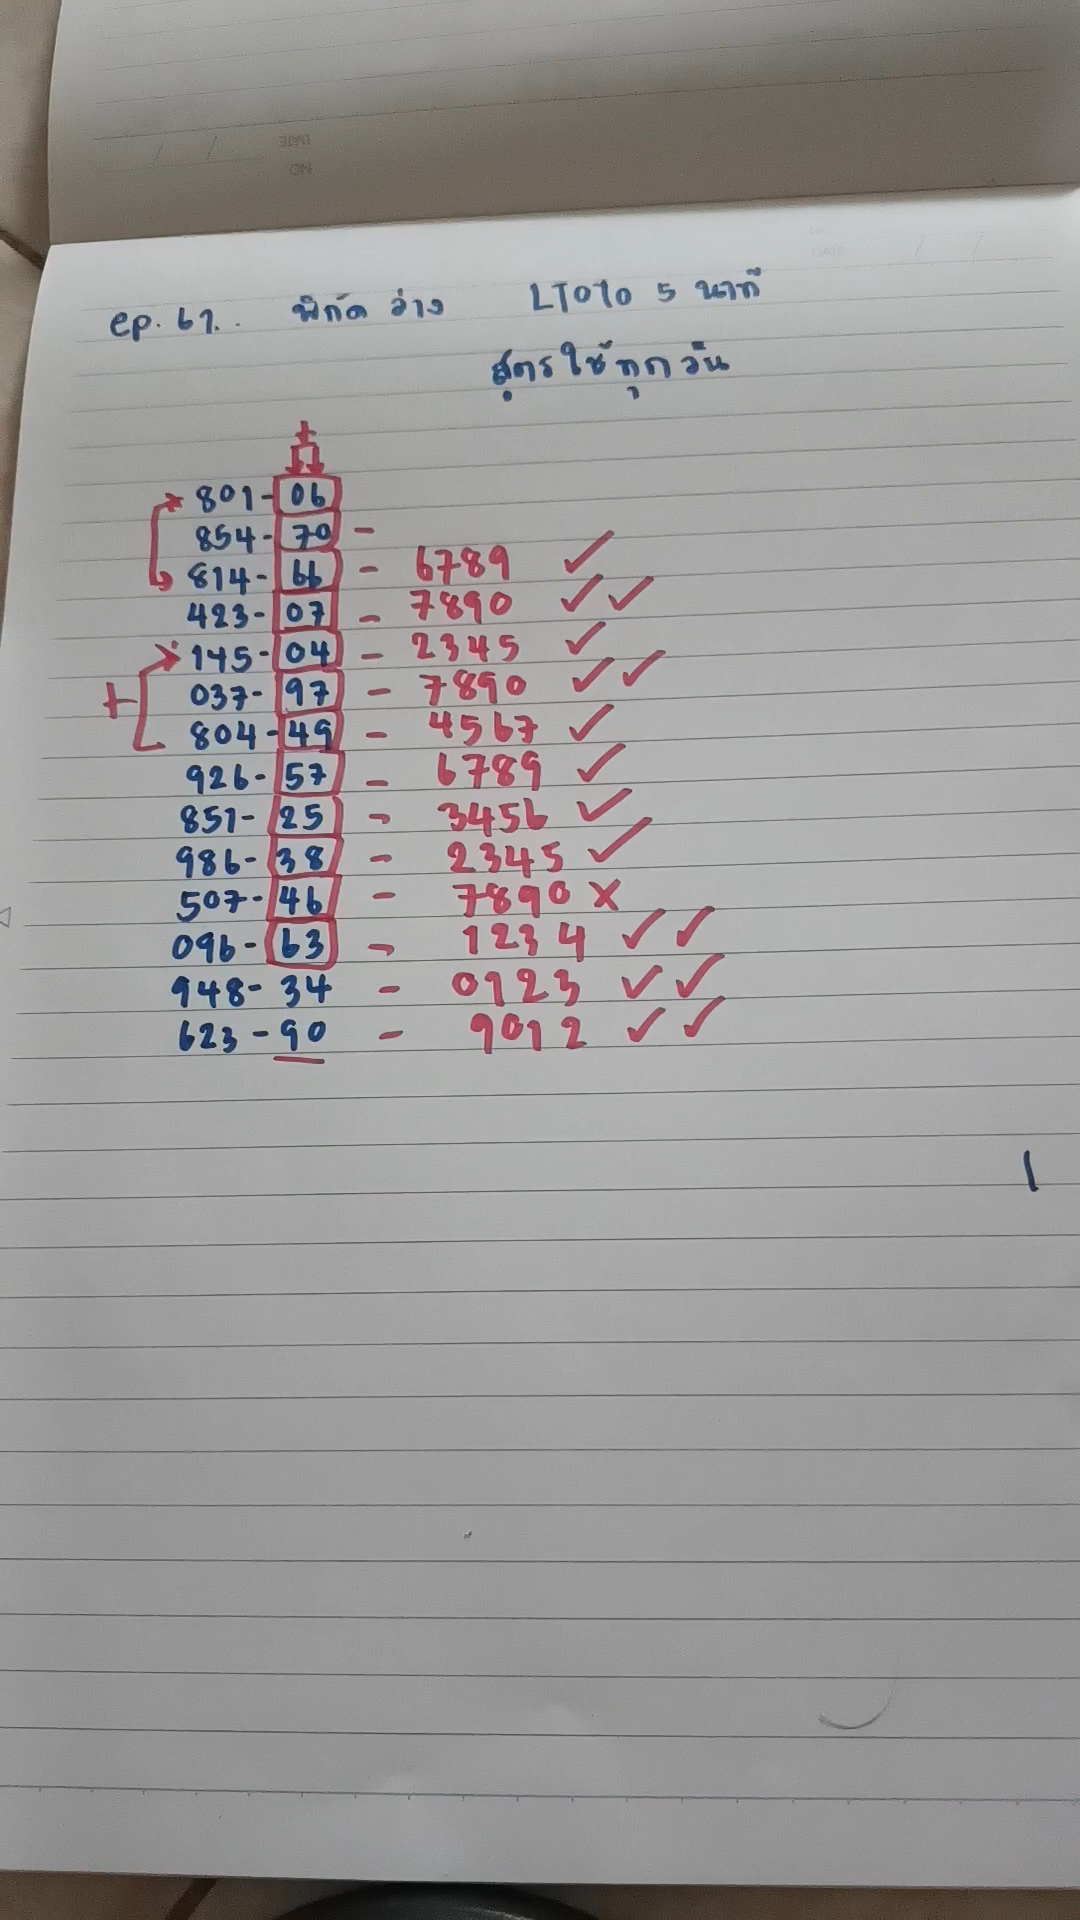 ep. 61.. พิกัด ว่าง LTOTO 5 นาที
สูตรใช้ทุกวัน
+
801-06
854-70 -
814-66 - 6789 ✓
423-07 - 7890 ✓✓
145-04 - 2345 ✓
037-97 - 7890 ✓✓
+ 804-49 - 4567 ✓
926-57 - 6789 ✓
851-25 - 3456 ✓
986-38 - 2345 ✓
507-46 - 7890 X
096-63 - 1234 ✓✓
948-34 - 0123 ✓✓
623-90 - 9012 ✓✓